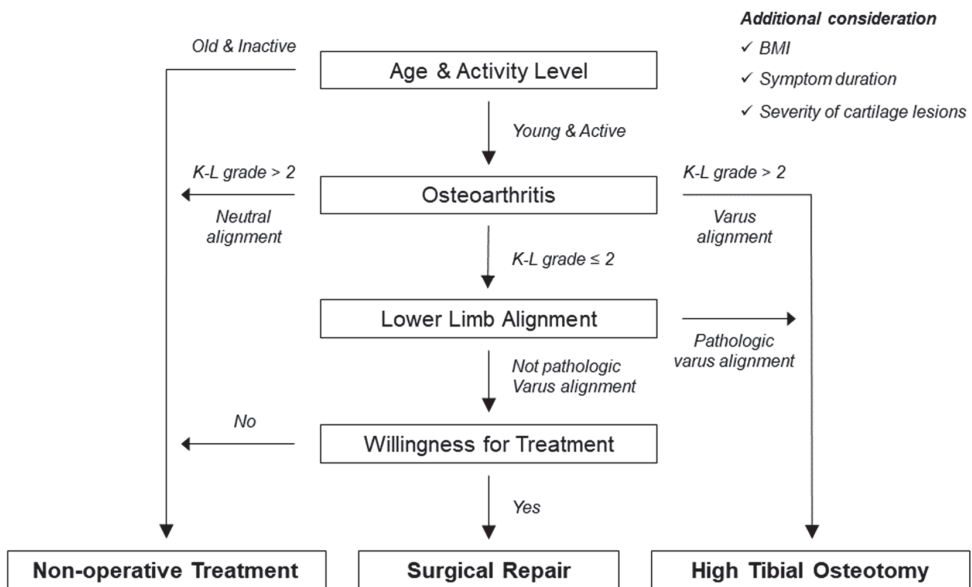 Additional consideration
✓ BMI
✓ Symptom duration
✓ Severity of cartilage lesions
Old & Inactive
Age & Activity Level
Young & Active
K-L grade > 2
Neutral
alignment
Osteoarthritis
K-L grade > 2
Varus
alignment
K-L grade ≤ 2
Lower Limb Alignment
Pathologic
varus alignment
Not pathologic
Varus alignment
No
Willingness for Treatment
Yes
Non-operative Treatment
Surgical Repair
High Tibial Osteotomy